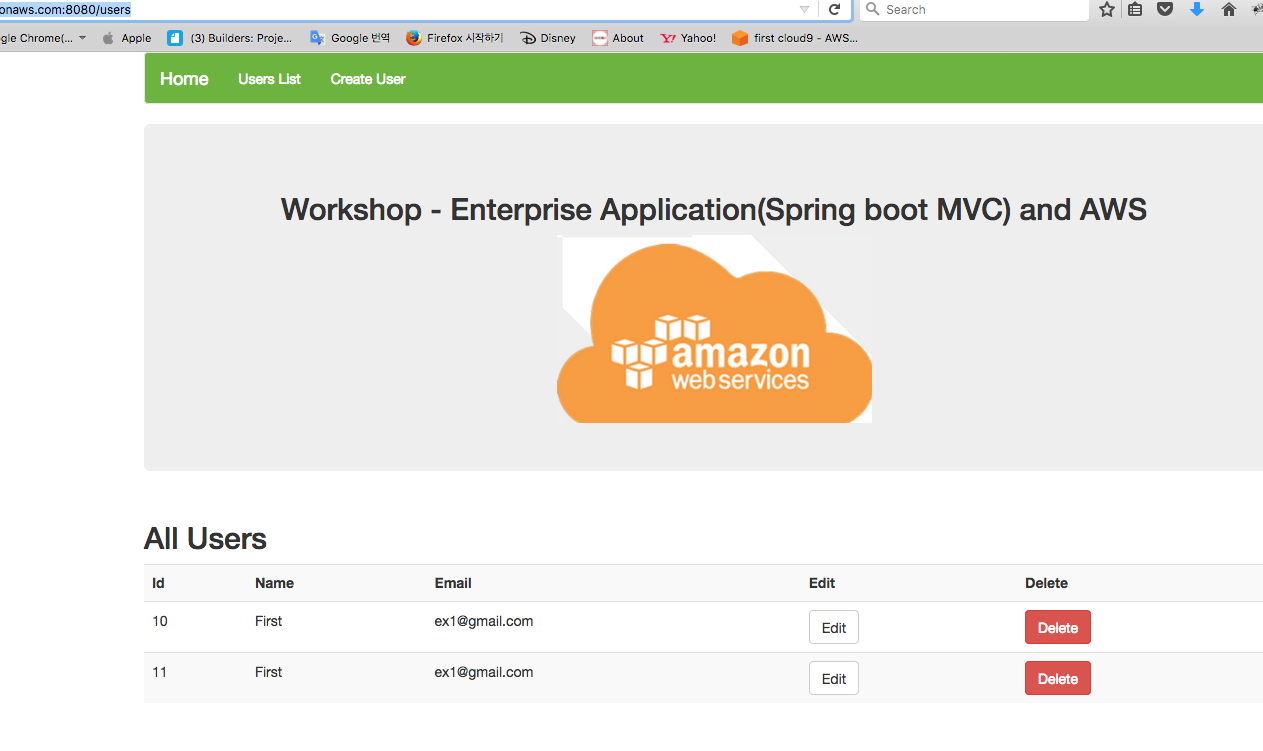 onaws.com:8080/users
Search
gle Chrome(...
Apple
(3) Builders: Proje...
Google 번역
Firefox 시작하기
Disney
About
Yahoo!
first cloud9 - AWS...
Home
Users List
Create User
Workshop - Enterprise Application(Spring boot MVC) and AWS
amazon
web services
All Users
Id Name Email Edit Delete
10 First ex1@gmail.com Edit Delete
11 First ex1@gmail.com Edit Delete